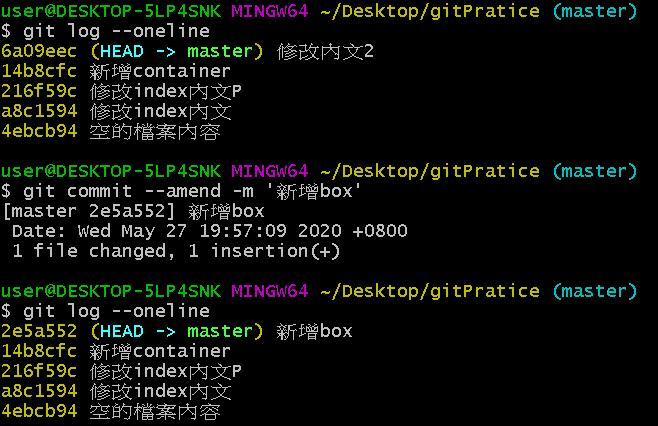 user@DESKTOP-5LP4SNK MINGW64 ~/Desktop/gitPratice (master)
$ git log --oneline
6a09eec (HEAD -> master) 修改內文2
14b8cfc 新增container
216f59c 修改index內文P
a8c1594 修改index內文
4ebcb94 空的檔案內容
user@DESKTOP-5LP4SNK MINGW64 ~/Desktop/gitPratice (master)
$ git commit --amend -m '新增box'
[master 2e5a552] 新增box
 Date: Wed May 27 19:57:09 2020 +0800
 1 file changed, 1 insertion(+)
user@DESKTOP-5LP4SNK MINGW64 ~/Desktop/gitPratice (master)
$ git log --oneline
2e5a552 (HEAD -> master) 新增box
14b8cfc 新增container
216f59c 修改index內文P
a8c1594 修改index內文
4ebcb94 空的檔案內容